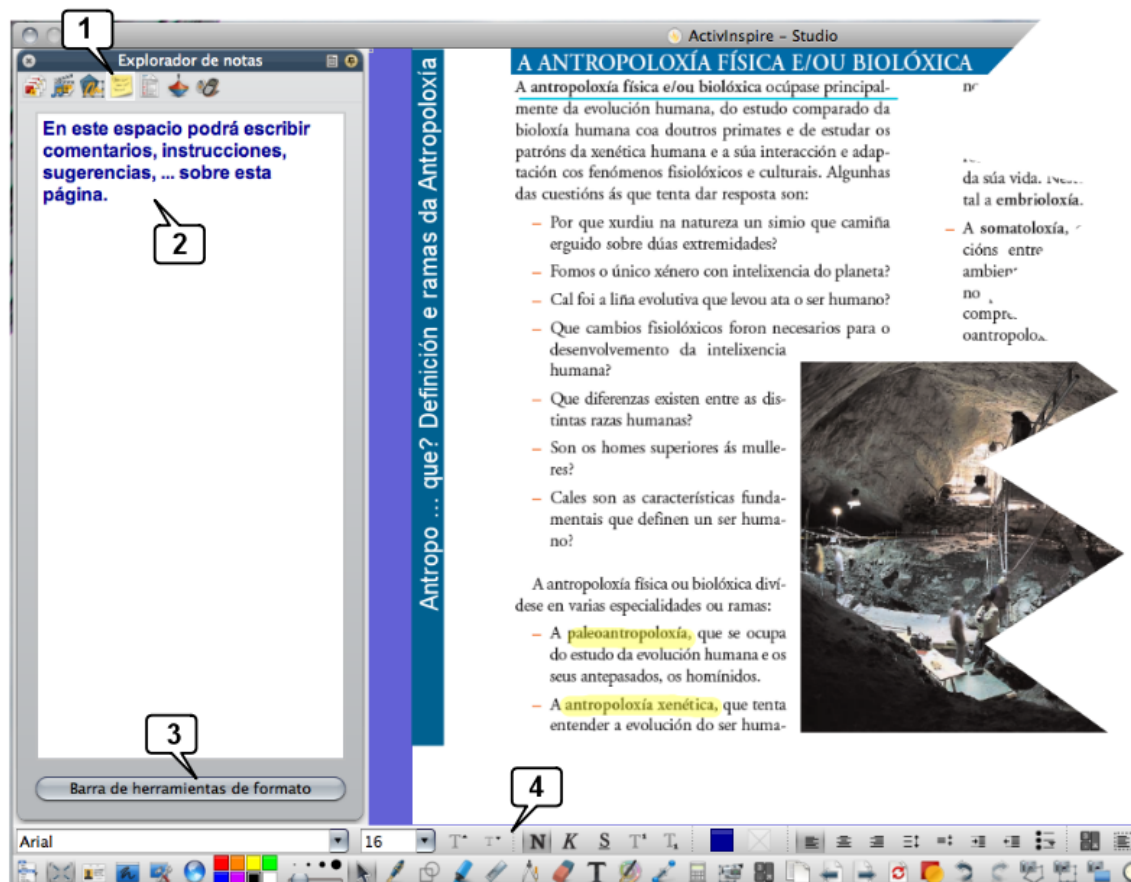 1
ActivInspire – Studio
Explorador de notas
En este espacio podrá escribir
comentarios, instrucciones,
sugerencias, ... sobre esta
página.
2
3
Barra de herramientas de formato
Antropo ... que? Definición e ramas da Antropoloxía
A ANTROPOLOXÍA FÍSICA E/OU BIOLÓXICA
A antropoloxía física e/ou biolóxica ocúpase principal-
mente da evolución humana, do estudo comparado da
bioloxía humana coa doutros primates e de estudar os
patróns da xenética humana e a súa interacción e adap-
tación cos fenómenos fisiolóxicos e culturais. Algunhas
das cuestións ás que tenta dar resposta son:
– Por que xurdiu na natureza un simio que camiña
erguido sobre dúas extremidades?
– Fomos o único xénero con intelixencia do planeta?
– Cal foi a liña evolutiva que levou ata o ser humano?
– Que cambios fisiolóxicos foron necesarios para o
desenvolvemento da intelixencia
humana?
– Que diferenzas existen entre as dis-
tintas razas humanas?
– Son os homes superiores ás mulle-
res?
– Cales son as características funda-
mentais que definen un ser huma-
no?
A antropoloxía física ou biolóxica diví-
dese en varias especialidades ou ramas:
– A paleoantropoloxía, que se ocupa
do estudo da evolución humana e os
seus antepasados, os homínidos.
– A antropoloxía xenética, que tenta
entender a evolución do ser huma-
da súa vida.
tal a embrioloxía.
– A somatoloxía,
cións entre
no
4
Arial
16
N K S T T
T